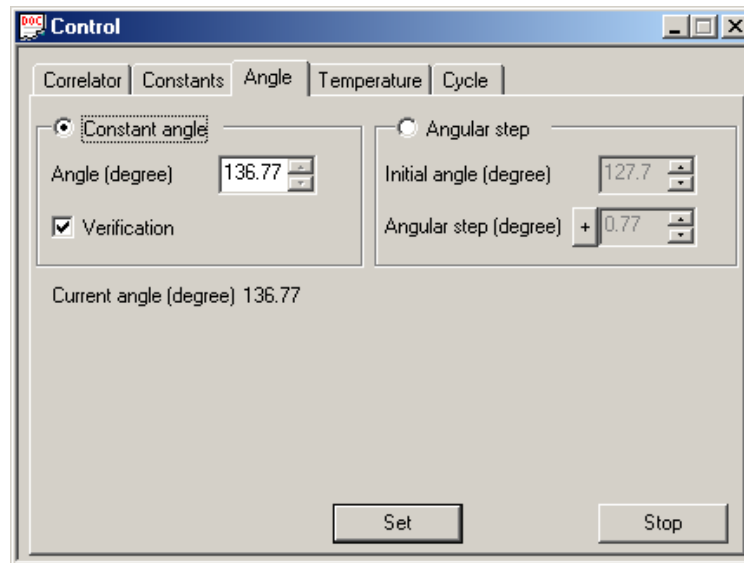 DOC Control
Correlator Constants Angle Temperature Cycle
Constant angle
Angle (degree) 136.77
Verification
Angular step
Initial angle (degree) 127.7
Angular step (degree) + 0.77
Current angle (degree) 136.77
Set Stop